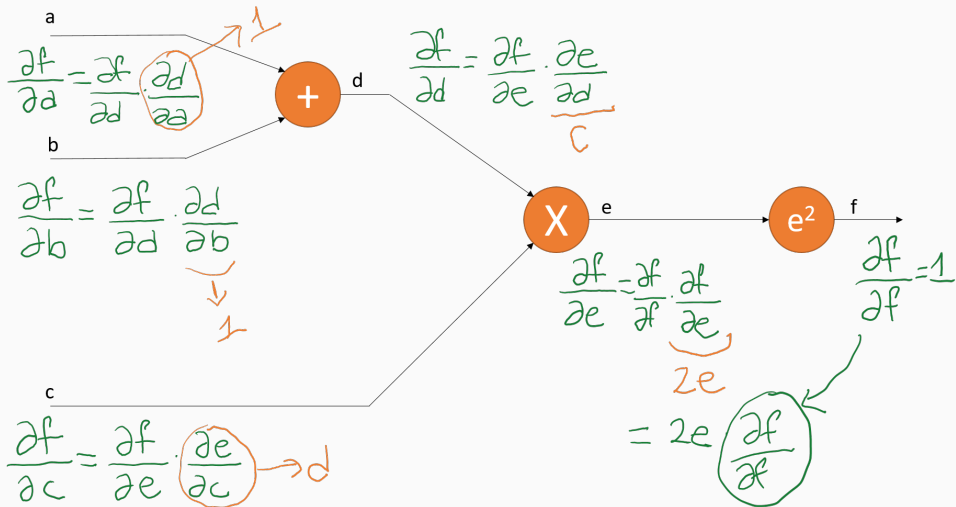 a
1
∂f/∂a = ∂f/∂d · ∂d/∂a
+
d
∂f/∂d = ∂f/∂e · ∂e/∂d
c
b
∂f/∂b = ∂f/∂d · ∂d/∂b
1
X
e
e²
f
∂f/∂e = ∂f/∂f · ∂f/∂e
2e
∂f/∂f = 1
= 2e ∂f/∂f
c
∂f/∂c = ∂f/∂e · ∂e/∂c
d